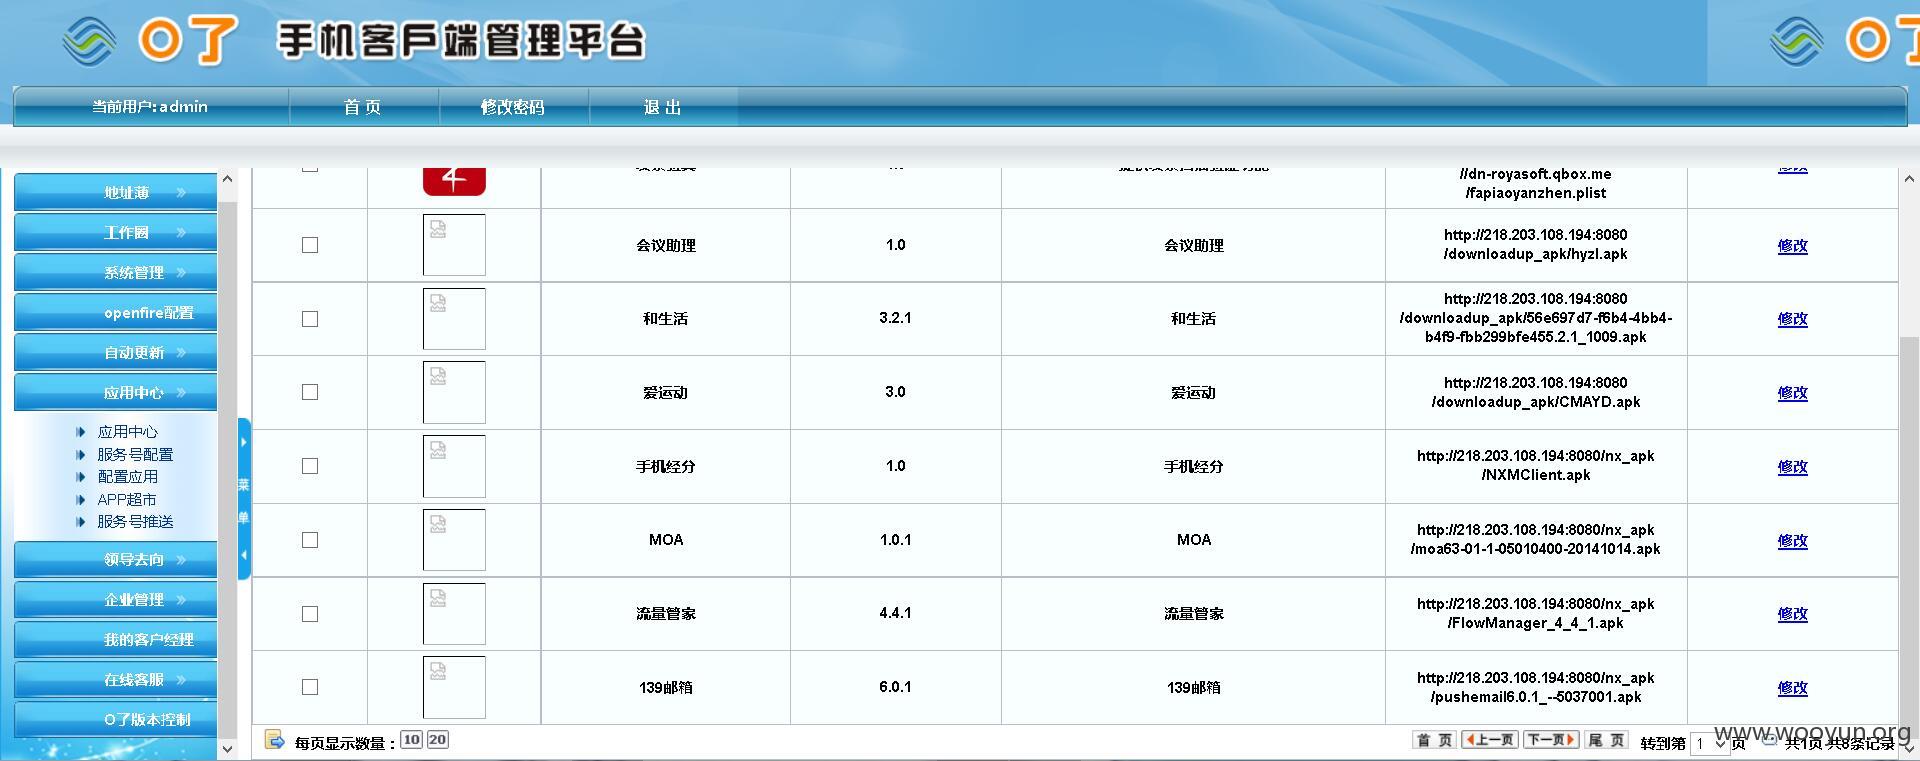 O了 手机客戶端管理平台
O了
当前用户:admin
首 页
修改密码
退 出
地址薄
工作圈
系统管理
openfire配置
自动更新
应用中心
应用中心
服务号配置
配置应用
APP超市
服务号推送
领导去向
企业管理
我的客户经理
在线客服
O了版本控制
菜
单
//dn-royasoft.qbox.me
/fapiaoyanzhen.plist
修改
会议助理
1.0
会议助理
http://218.203.108.194:8080
/downloadup_apk/hyzl.apk
修改
和生活
3.2.1
和生活
http://218.203.108.194:8080
/downloadup_apk/56e697d7-f6b4-4bb4-
b4f9-fbb299bfe455.2.1_1009.apk
修改
爱运动
3.0
爱运动
http://218.203.108.194:8080
/downloadup_apk/CMAYD.apk
修改
手机经分
1.0
手机经分
http://218.203.108.194:8080/nx_apk
/NXMClient.apk
修改
MOA
1.0.1
MOA
http://218.203.108.194:8080/nx_apk
/moa63-01-1-05010400-20141014.apk
修改
流量管家
4.4.1
流量管家
http://218.203.108.194:8080/nx_apk
/FlowManager_4_4_1.apk
修改
139邮箱
6.0.1
139邮箱
http://218.203.108.194:8080/nx_apk
/pushemail6.0.1_--5037001.apk
修改
每页显示数量： 10 20
首 页 上一页 下一页 尾 页 转到第 1 页 共1页 共8条记录
www.wooyun.org